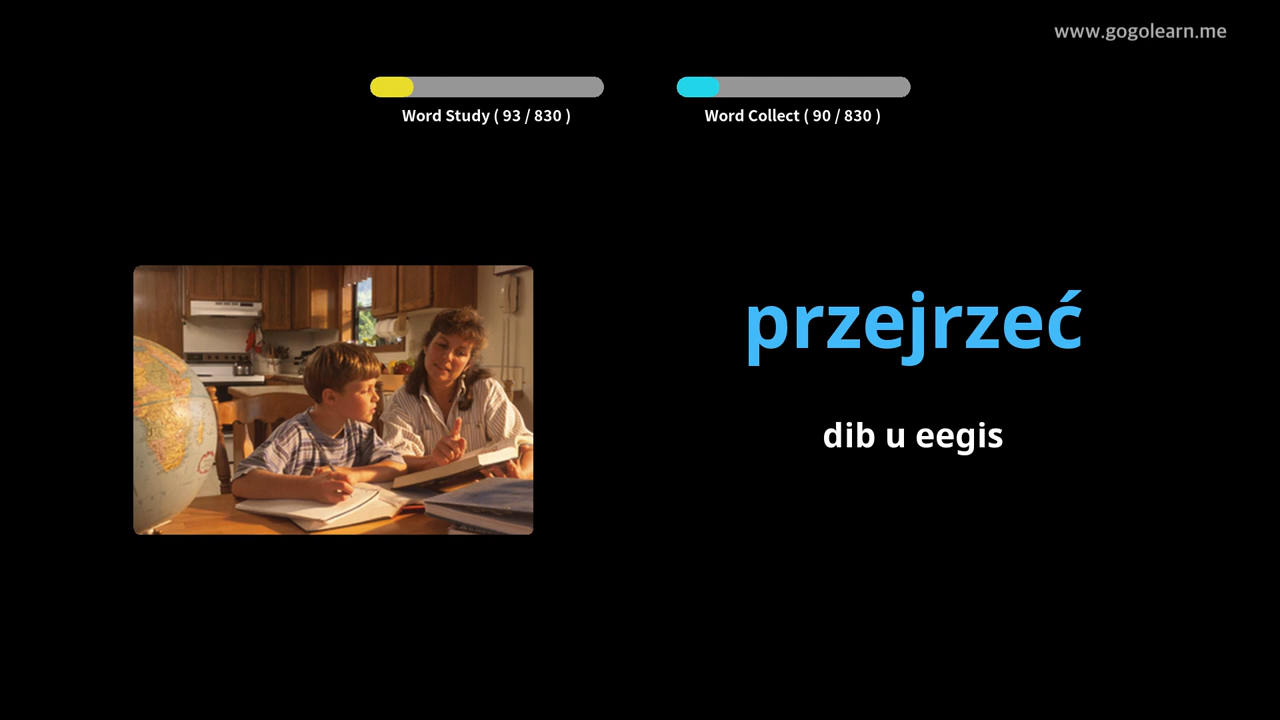 www.gogolearn.me
Word Study ( 93 / 830 )
Word Collect ( 90 / 830 )
przejrzeć
dib u eegis